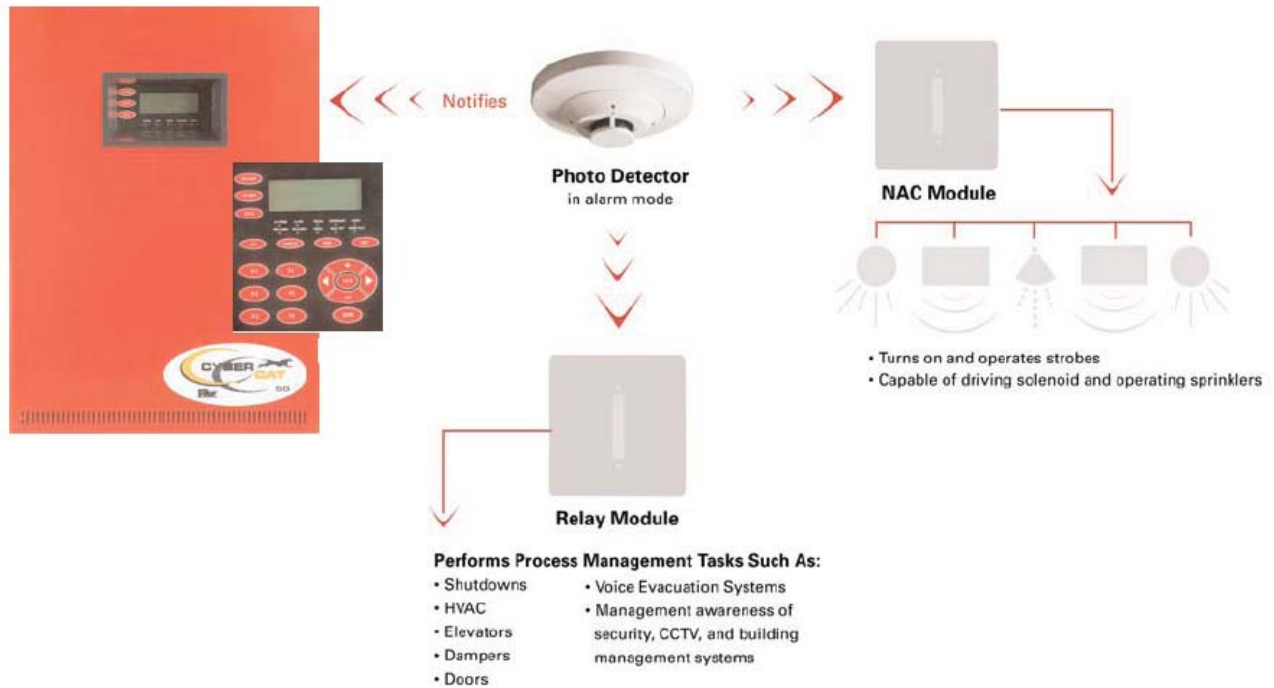 Notifies
Photo Detector
in alarm mode
NAC Module
• Turns on and operates strobes
• Capable of driving solenoid and operating sprinklers
CYBER CAT
50
Relay Module
Performs Process Management Tasks Such As:
• Shutdowns
• HVAC
• Elevators
• Dampers
• Doors
• Voice Evacuation Systems
• Management awareness of
security, CCTV, and building
management systems